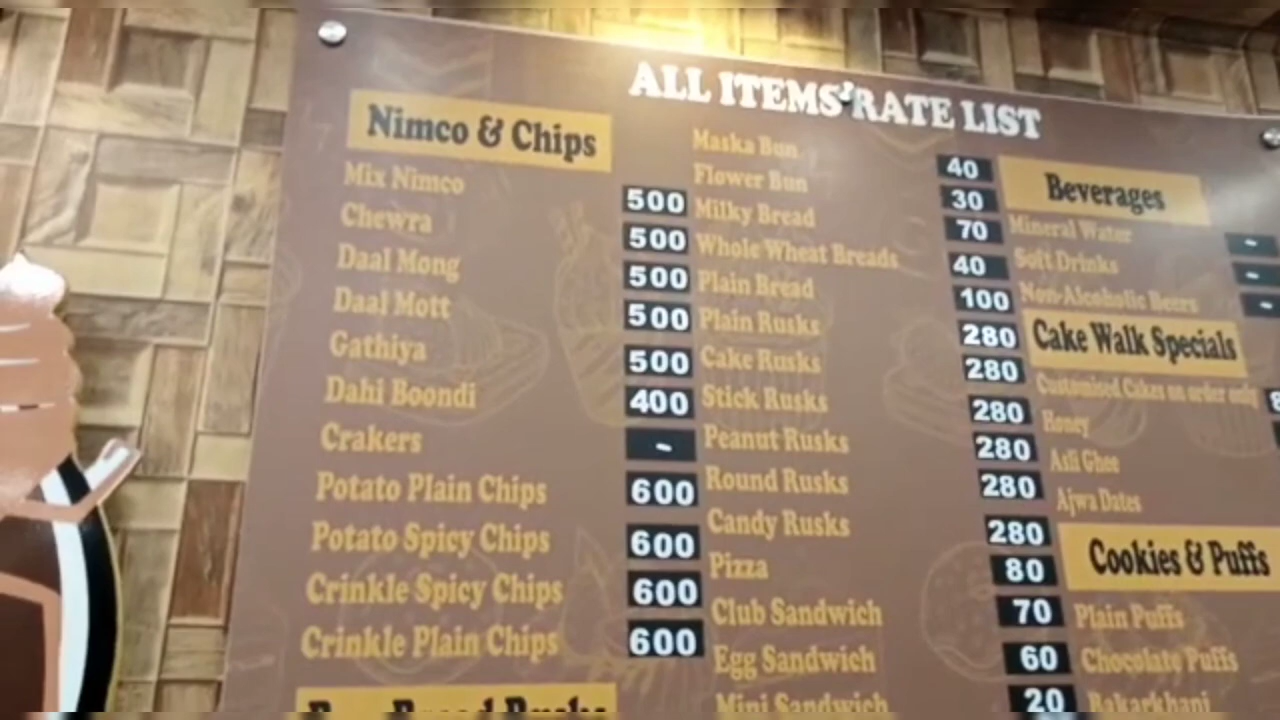 ALL ITEMS' RATE LIST
Nimco & Chips
Mix Nimco 500
Chewra 500
Daal Mong 500
Daal Mott 500
Gathiya 500
Dahi Boondi 400
Crakers -
Potato Plain Chips 600
Potato Spicy Chips 600
Crinkle Spicy Chips 600
Crinkle Plain Chips 600
Maska Bun 40
Flower Bun 30
Milky Bread 70
Whole Wheat Breads 40
Plain Bread 100
Plain Rusks 280
Cake Rusks 280
Stick Rusks 280
Peanut Rusks 280
Round Rusks 280
Candy Rusks 280
Pizza 80
Club Sandwich 70
Egg Sandwich 60
Mini Sandwich 20
Beverages
Mineral Water -
Soft Drinks -
Non-Alcoholic Beers -
Cake Walk Specials
Customised Cakes on order only
Honey
Asli Ghee
Ajwa Dates
Cookies & Puffs
Plain Puffs
Chocolate Puffs
Bakarkhani